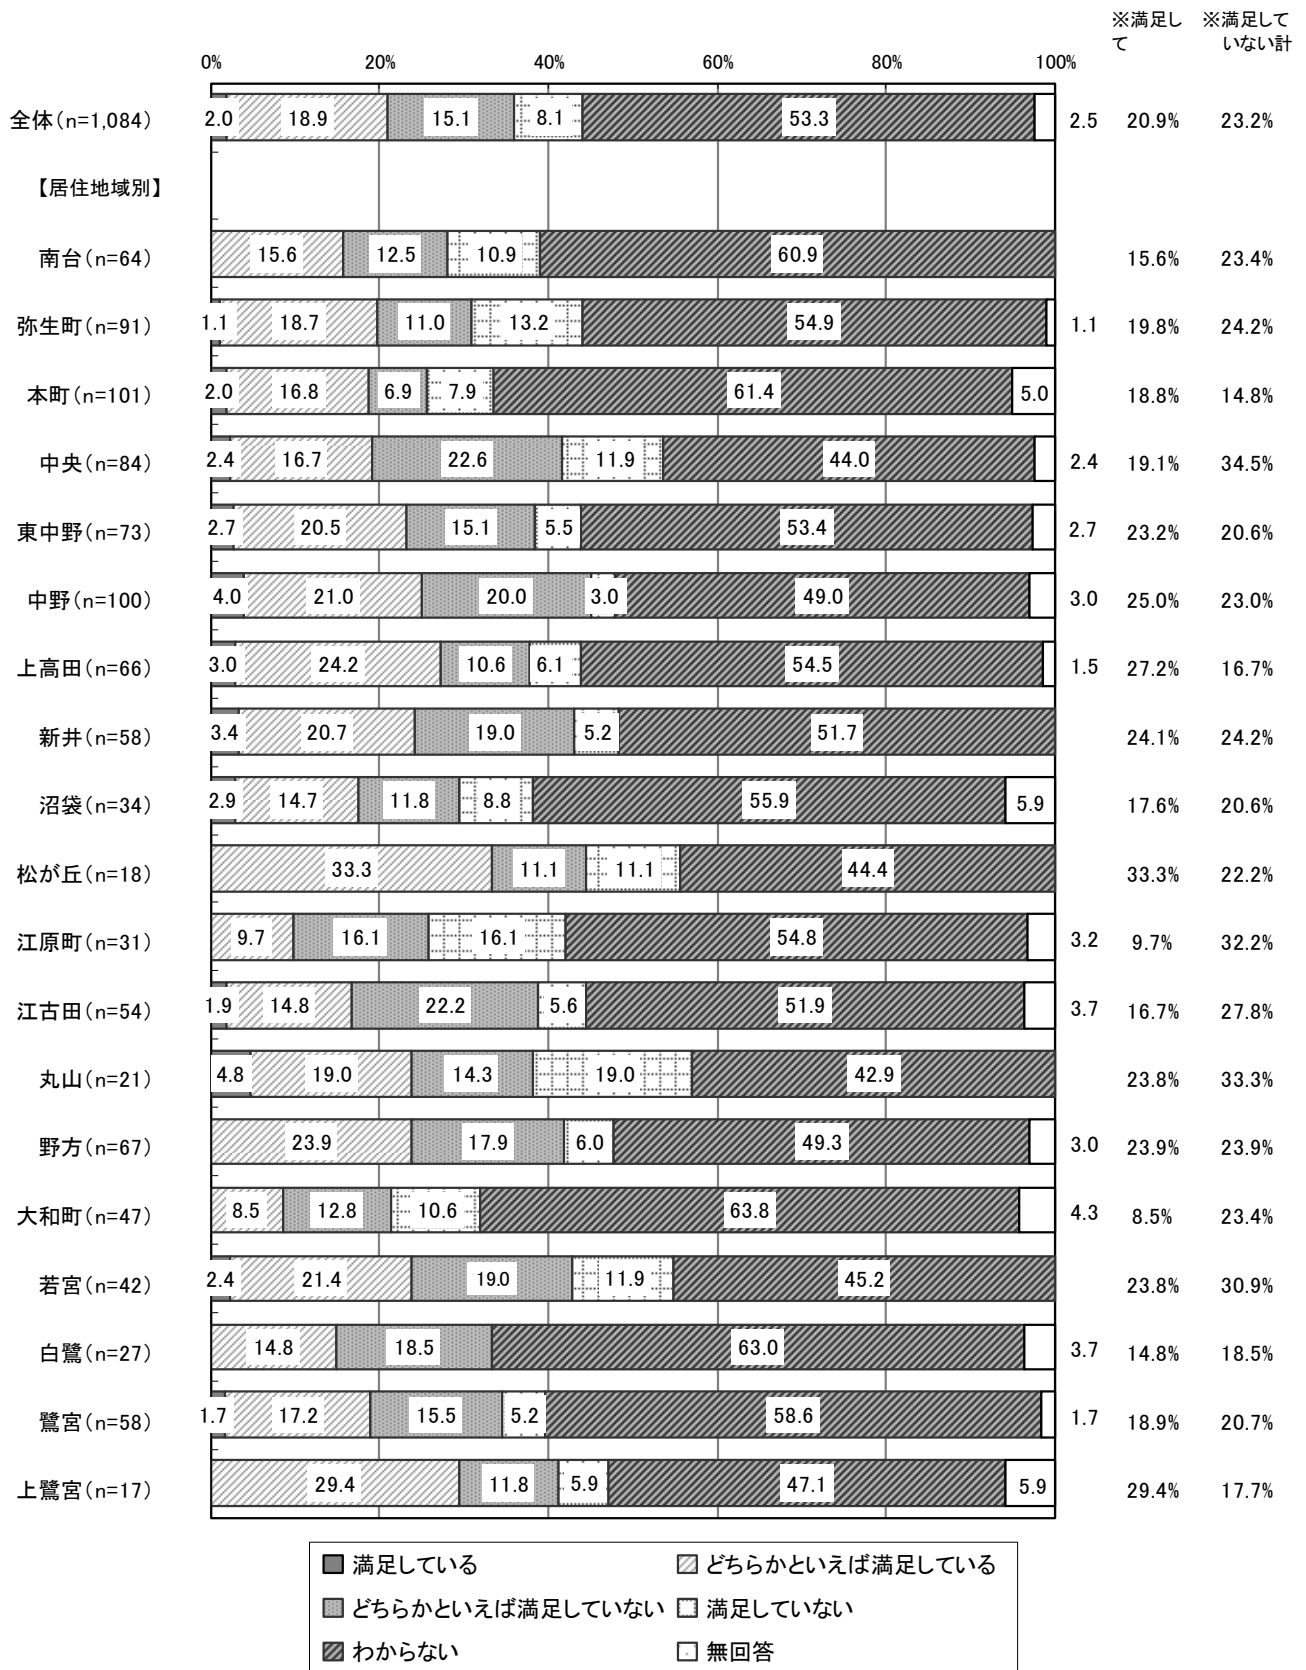 ※満足し ※満足して
て いない計
0% 20% 40% 60% 80% 100%
全体(n=1,084) 2.0 18.9 15.1 8.1 53.3 2.5 20.9% 23.2%
【居住地域別】
南台(n=64) 15.6 12.5 10.9 60.9 15.6% 23.4%
弥生町(n=91) 1.1 18.7 11.0 13.2 54.9 1.1 19.8% 24.2%
本町(n=101) 2.0 16.8 6.9 7.9 61.4 5.0 18.8% 14.8%
中央(n=84) 2.4 16.7 22.6 11.9 44.0 2.4 19.1% 34.5%
東中野(n=73) 2.7 20.5 15.1 5.5 53.4 2.7 23.2% 20.6%
中野(n=100) 4.0 21.0 20.0 3.0 49.0 3.0 25.0% 23.0%
上高田(n=66) 3.0 24.2 10.6 6.1 54.5 1.5 27.2% 16.7%
新井(n=58) 3.4 20.7 19.0 5.2 51.7 24.1% 24.2%
沼袋(n=34) 2.9 14.7 11.8 8.8 55.9 5.9 17.6% 20.6%
松が丘(n=18) 33.3 11.1 11.1 44.4 33.3% 22.2%
江原町(n=31) 9.7 16.1 16.1 54.8 3.2 9.7% 32.2%
江古田(n=54) 1.9 14.8 22.2 5.6 51.9 3.7 16.7% 27.8%
丸山(n=21) 4.8 19.0 14.3 19.0 42.9 23.8% 33.3%
野方(n=67) 23.9 17.9 6.0 49.3 3.0 23.9% 23.9%
大和町(n=47) 8.5 12.8 10.6 63.8 4.3 8.5% 23.4%
若宮(n=42) 2.4 21.4 19.0 11.9 45.2 23.8% 30.9%
白鷺(n=27) 14.8 18.5 63.0 3.7 14.8% 18.5%
鷺宮(n=58) 1.7 17.2 15.5 5.2 58.6 1.7 18.9% 20.7%
上鷺宮(n=17) 29.4 11.8 5.9 47.1 5.9 29.4% 17.7%
満足している どちらかといえば満足している
どちらかといえば満足していない 満足していない
わからない 無回答